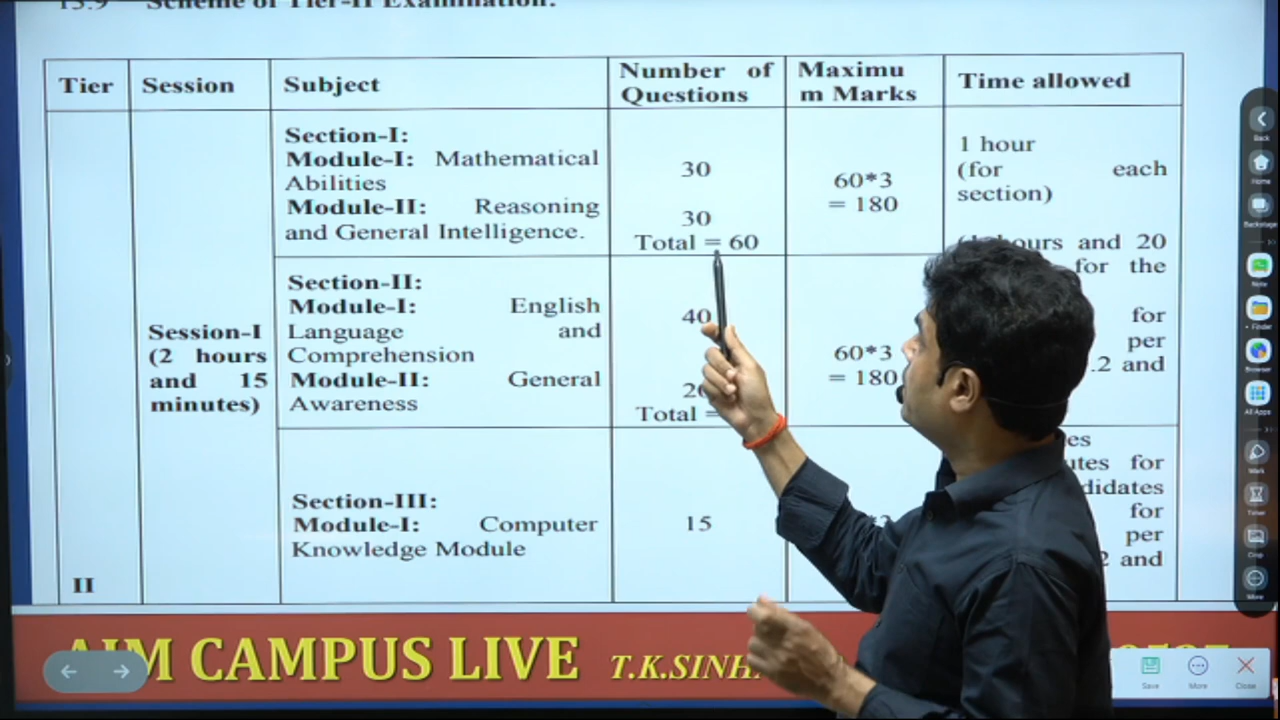 13.9 Scheme of Tier-II Examination:
Tier
Session
Subject
Number of
Questions
Maximu
m Marks
Time allowed
II
Session-I
(2 hours
and 15
minutes)
Section-I:
Module-I: Mathematical
Abilities
Module-II: Reasoning
and General Intelligence.
30
30
Total = 60
60*3
= 180
1 hour
(for each
section)
hours and 20
for the
for
per
.2 and
Section-II:
Module-I: English
Language and
Comprehension
Module-II: General
Awareness
40
Total =
60*3
= 180
Section-III:
Module-I: Computer
Knowledge Module
15
for
didates
for
per
and
AIM CAMPUS LIVE
Back
Home
Backstage
Note
Finder
Browser
All Apps
Mark
Timer
Crop
More
Save
More
Close